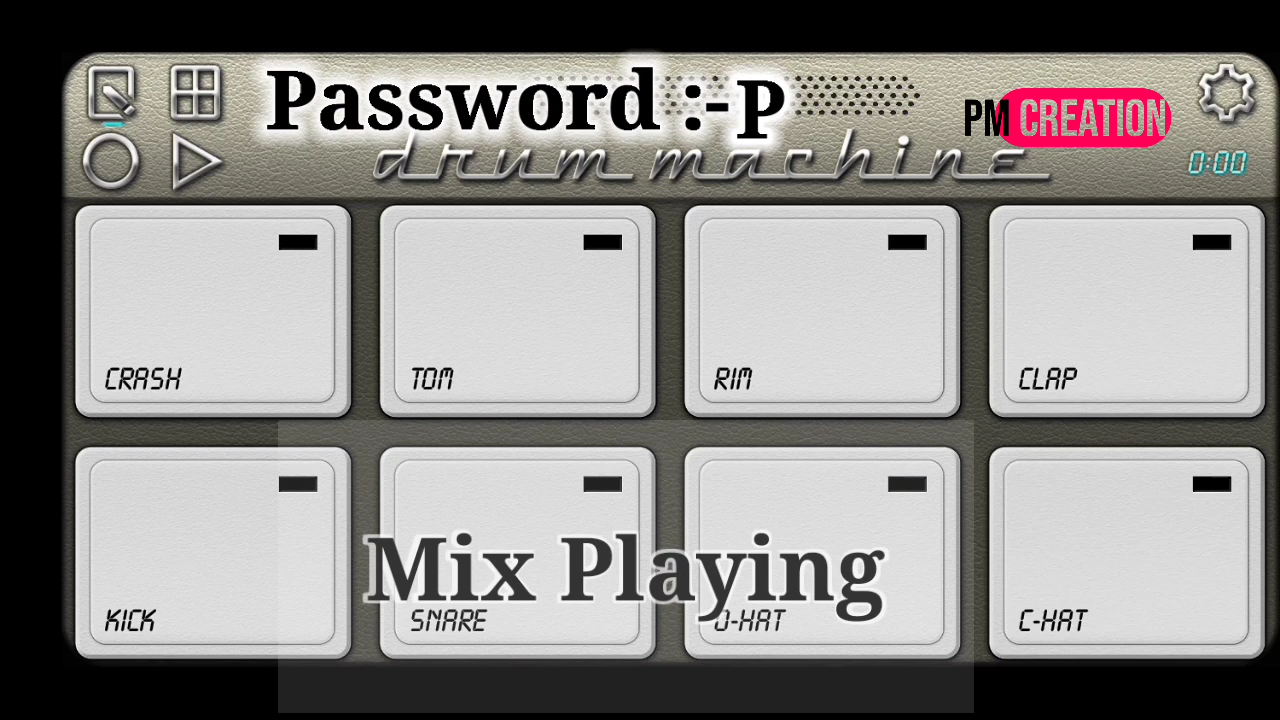 Password :-P
PM CREATION
drum machine
0:00
CRASH
TOM
RIM
CLAP
Mix Playing
KICK
SNARE
O-HAT
C-HAT